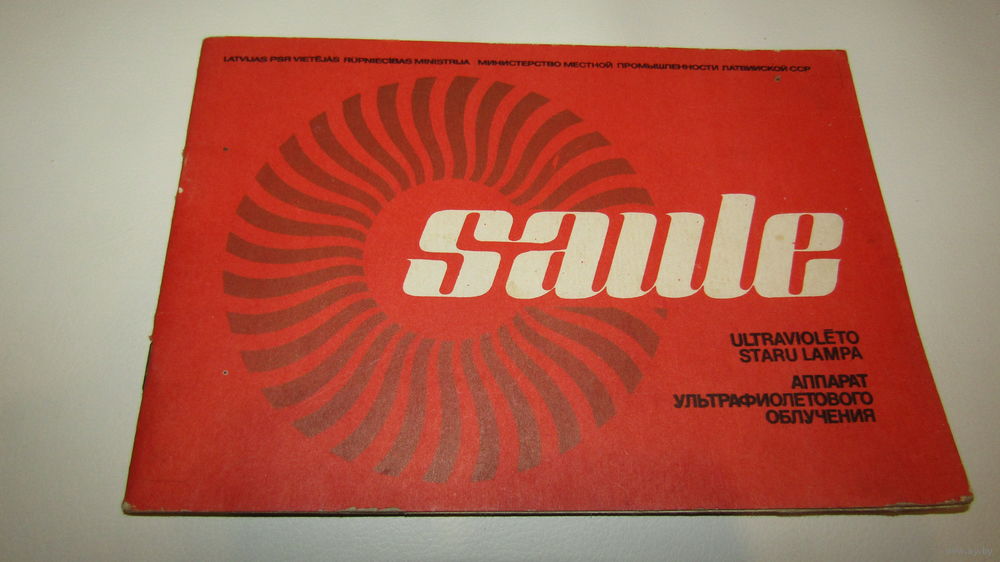 LATVIJAS PSR VIETĒJĀS RŪPNIECĪBAS MINISTRIJA МИНИСТЕРСТВО МЕСТНОЙ ПРОМЫШЛЕННОСТИ ЛАТВИЙСКОЙ ССР
saule
ULTRAVIOLĒTO
STARU LAMPA
АППАРАТ
УЛЬТРАФИОЛЕТОВОГО
ОБЛУЧЕНИЯ